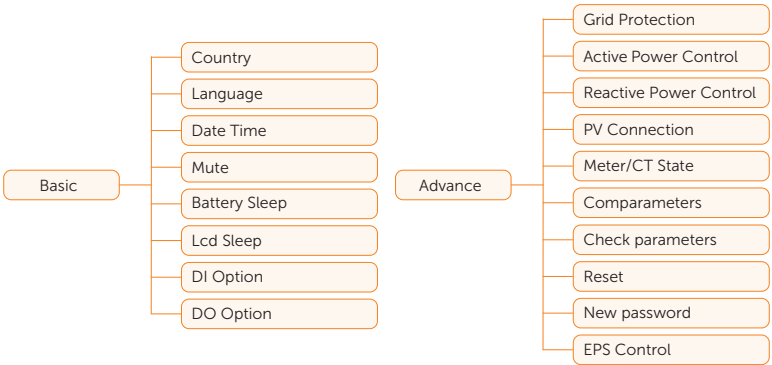 Basic
Country
Language
Date Time
Mute
Battery Sleep
Lcd Sleep
DI Option
DO Option
Advance
Grid Protection
Active Power Control
Reactive Power Control
PV Connection
Meter/CT State
Comparameters
Check parameters
Reset
New password
EPS Control